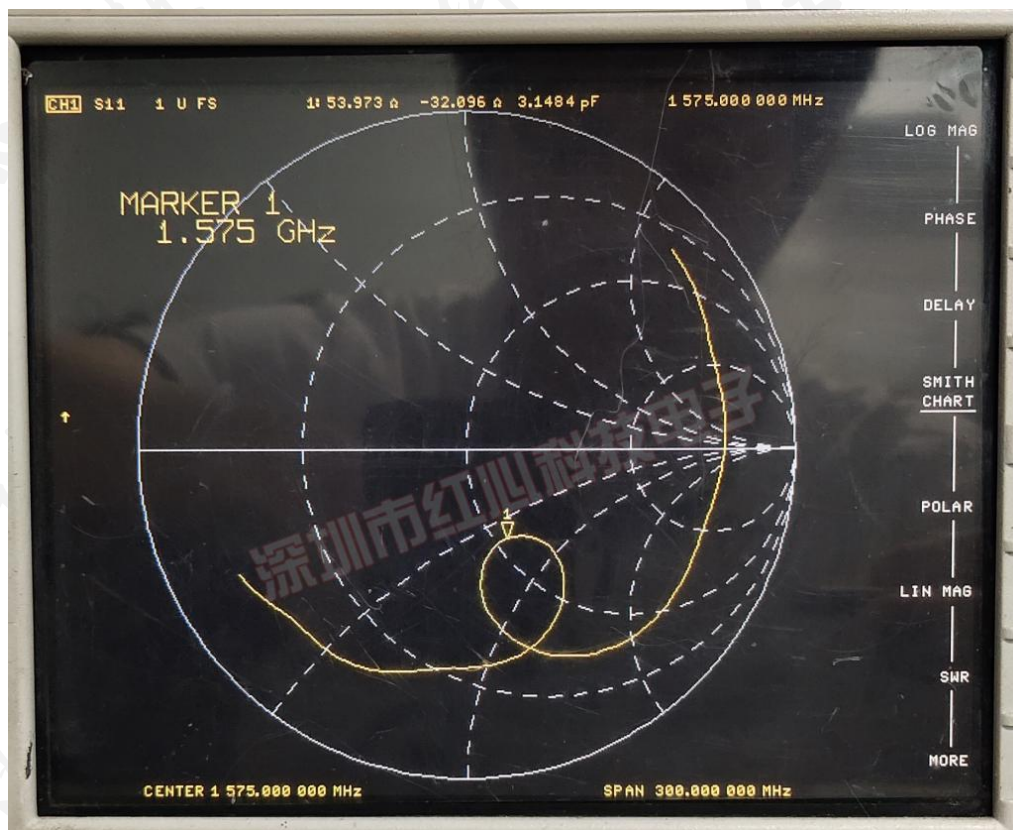 CH1 S11 1 U FS 1: 53.973 Ω -32.096 Ω 3.1484 pF 1 575.000 000 MHz
LOG MAG
MARKER 1
1.575 GHz
PHASE
DELAY
SMITH
CHART
深圳市红心科技电子
POLAR
1
LIN MAG
SWR
MORE
CENTER 1 575.000 000 MHz SPAN 300.000 000 MHz